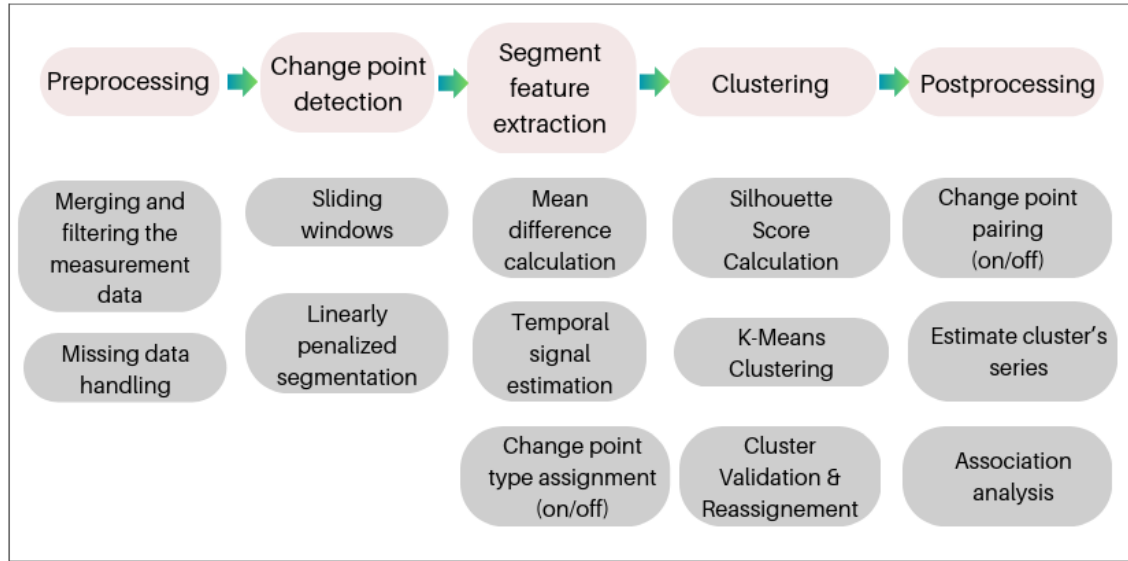 Preprocessing
Change point
detection
Segment
feature
extraction
Clustering
Postprocessing
Merging and
filtering the
measurement
data
Missing data
handling
Sliding
windows
Linearly
penalized
segmentation
Mean
difference
calculation
Temporal
signal
estimation
Change point
type assignment
(on/off)
Silhouette
Score
Calculation
K-Means
Clustering
Cluster
Validation &
Reassignement
Change point
pairing
(on/off)
Estimate cluster's
series
Association
analysis